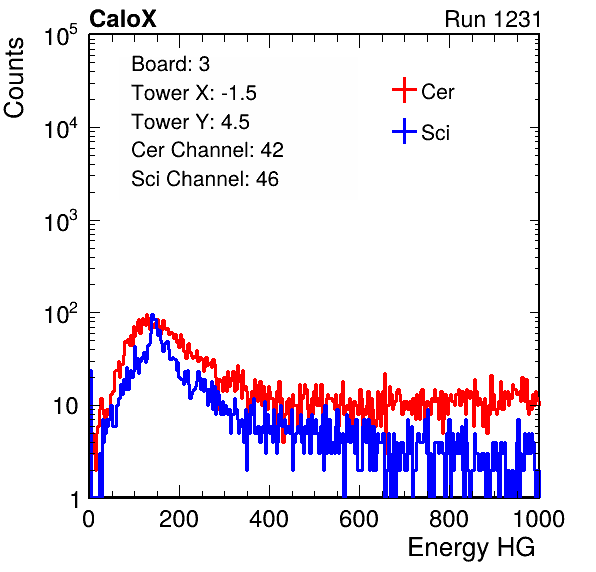 CaloX Run 1231
Counts
10^5
10^4
10^3
10^2
10
1
Board: 3
Tower X: -1.5
Tower Y: 4.5
Cer Channel: 42
Sci Channel: 46
Cer
Sci
0 200 400 600 800 1000
Energy HG